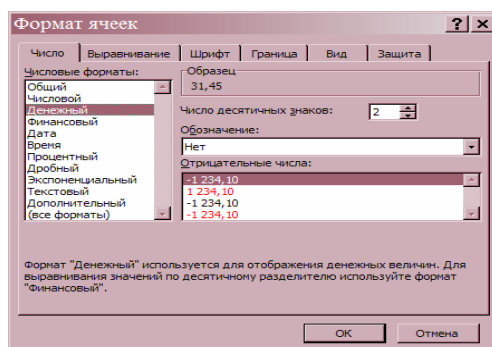 Формат ячеек
Число Выравнивание Шрифт Граница Вид Защита
Числовые форматы:
Общий
Числовой
Денежный
Финансовый
Дата
Время
Процентный
Дробный
Экспоненциальный
Текстовый
Дополнительный
(все форматы)
Образец
31,45
Число десятичных знаков: 2
Обозначение:
Нет
Отрицательные числа:
-1 234,10
1 234,10
-1 234,10
-1 234,10
Формат "Денежный" используется для отображения денежных величин. Для
выравнивания значений по десятичному разделителю используйте формат
"Финансовый".
ОК Отмена